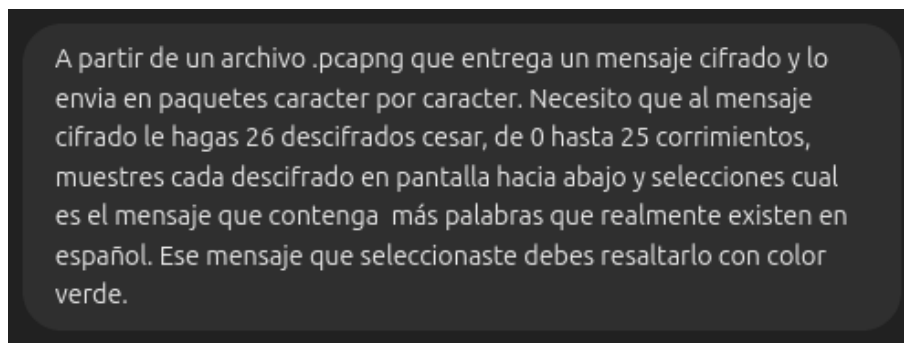 A partir de un archivo .pcapng que entrega un mensaje cifrado y lo
envia en paquetes caracter por caracter. Necesito que al mensaje
cifrado le hagas 26 descifrados cesar, de 0 hasta 25 corrimientos,
muestres cada descifrado en pantalla hacia abajo y selecciones cual
es el mensaje que contenga  más palabras que realmente existen en
español. Ese mensaje que seleccionaste debes resaltarlo con color
verde.